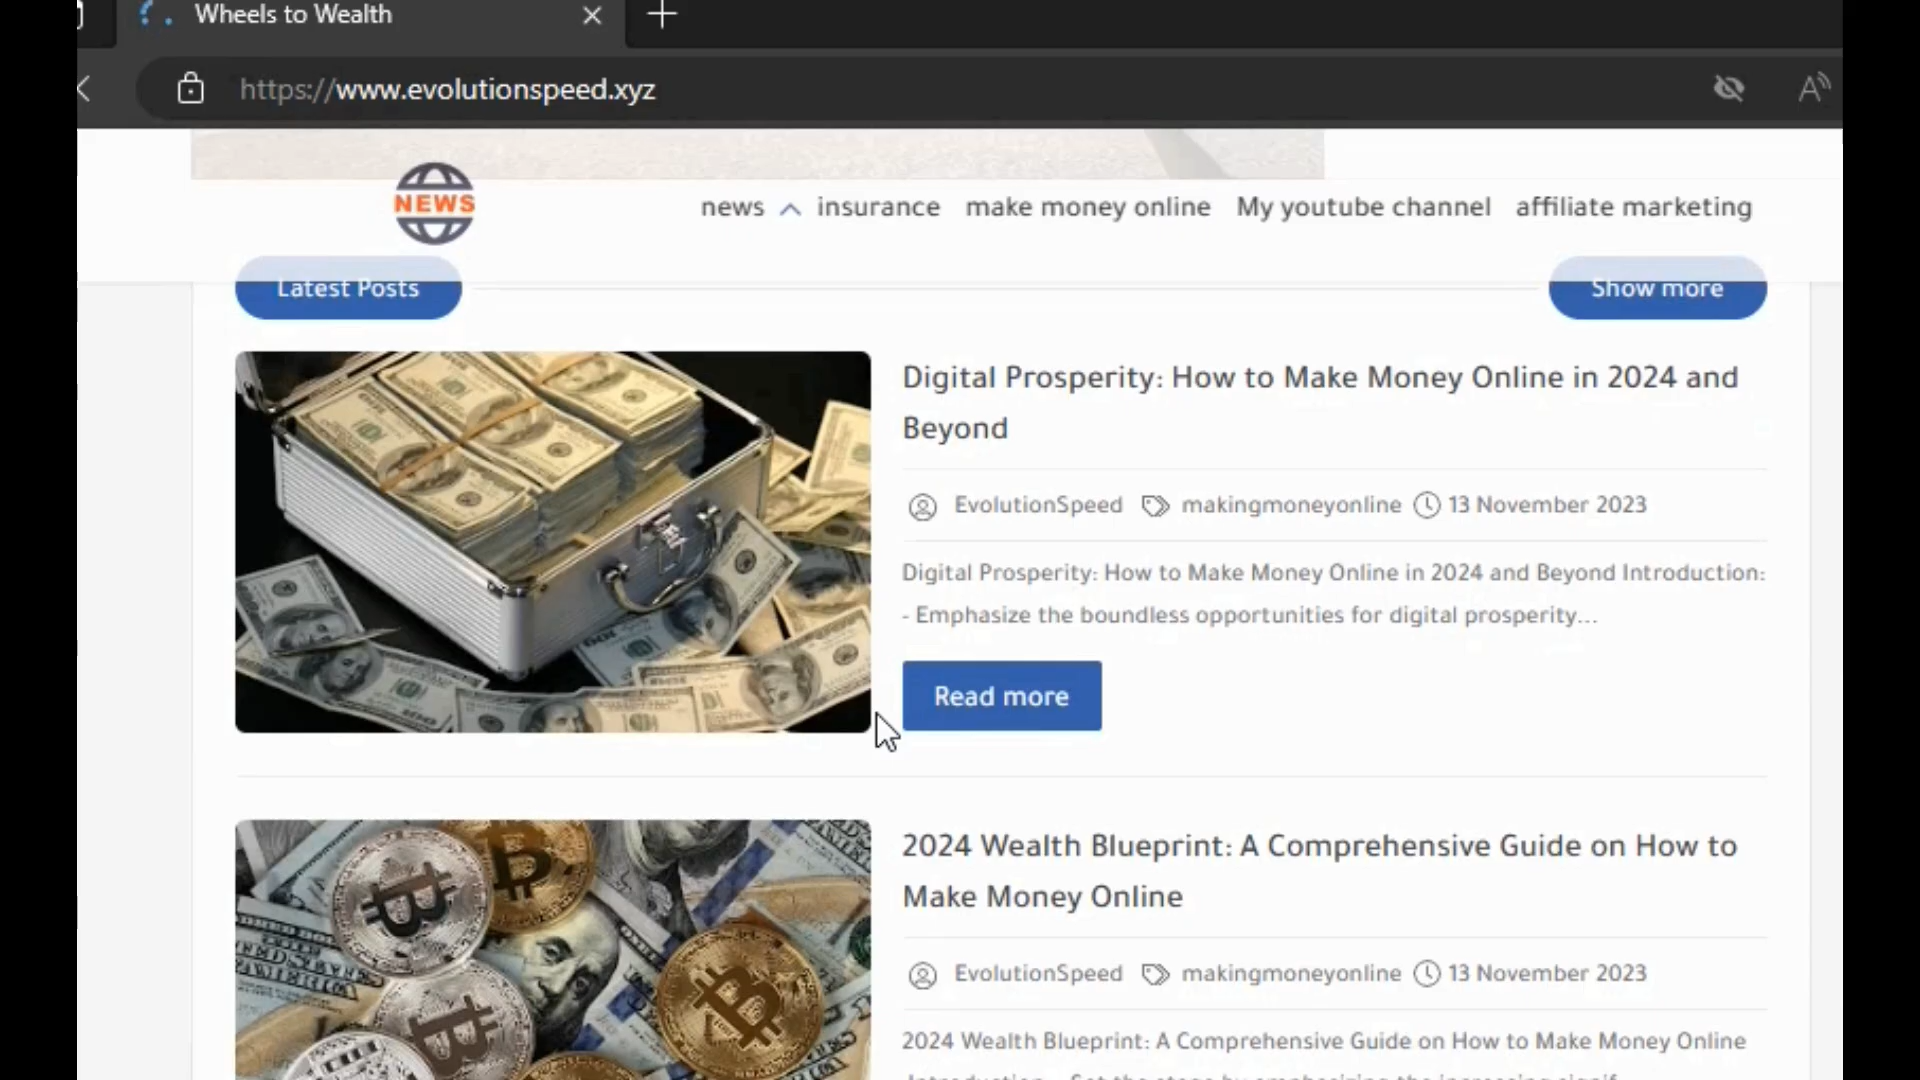 Wheels to Wealth
https://www.evolutionspeed.xyz
NEWS
news insurance make money online My youtube channel affiliate marketing
Latest Posts
Show more
Digital Prosperity: How to Make Money Online in 2024 and
Beyond
EvolutionSpeed makingmoneyonline 13 November 2023
Digital Prosperity: How to Make Money Online in 2024 and Beyond Introduction:
- Emphasize the boundless opportunities for digital prosperity...
Read more
2024 Wealth Blueprint: A Comprehensive Guide on How to
Make Money Online
EvolutionSpeed makingmoneyonline 13 November 2023
2024 Wealth Blueprint: A Comprehensive Guide on How to Make Money Online